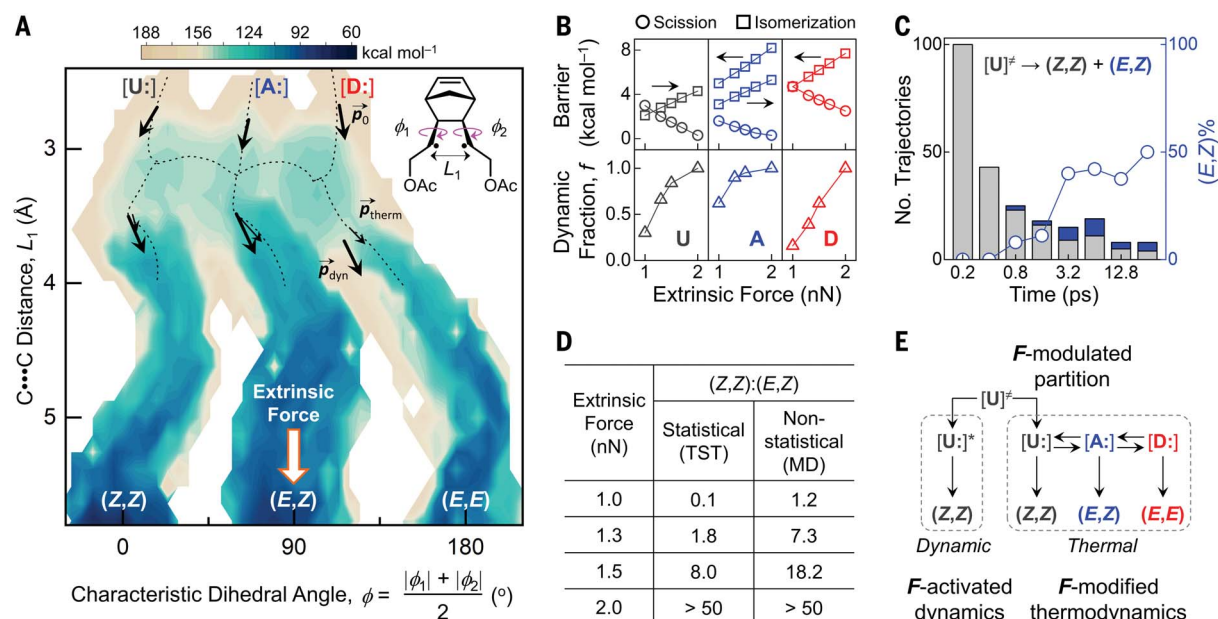 A
188 156 124 92 60
kcal mol⁻¹
[U:] [A:] [D:]
p₀
ϕ₁ ϕ₂
L₁
OAc OAc
p_therm
p_dyn
C•••C Distance, L₁ (Å)
3
4
5
Extrinsic
Force
(Z,Z) (E,Z) (E,E)
0 90 180
Characteristic Dihedral Angle, ϕ = |ϕ₁| + |ϕ₂| / 2 (º)
B
Scission Isomerization
Barrier
(kcal mol⁻¹)
8
4
0
Dynamic
Fraction, f
1.0
0.5
0.0
U A D
1 2 1 2 1 2
Extrinsic Force (nN)
C
[U]≠ → (Z,Z) + (E,Z)
No. Trajectories
100
50
0
(E,Z)%
100
50
0
0.2 0.8 3.2 12.8
Time (ps)
D
Extrinsic
Force
(nN)
(Z,Z):(E,Z)
Statistical
(TST)
Non-
statistical
(MD)
1.0 0.1 1.2
1.3 1.8 7.3
1.5 8.0 18.2
2.0 > 50 > 50
E
F-modulated
partition
[U]≠
[U:]* [U:] [A:] [D:]
(Z,Z) (Z,Z) (E,Z) (E,E)
Dynamic Thermal
F-activated
dynamics
F-modified
thermodynamics